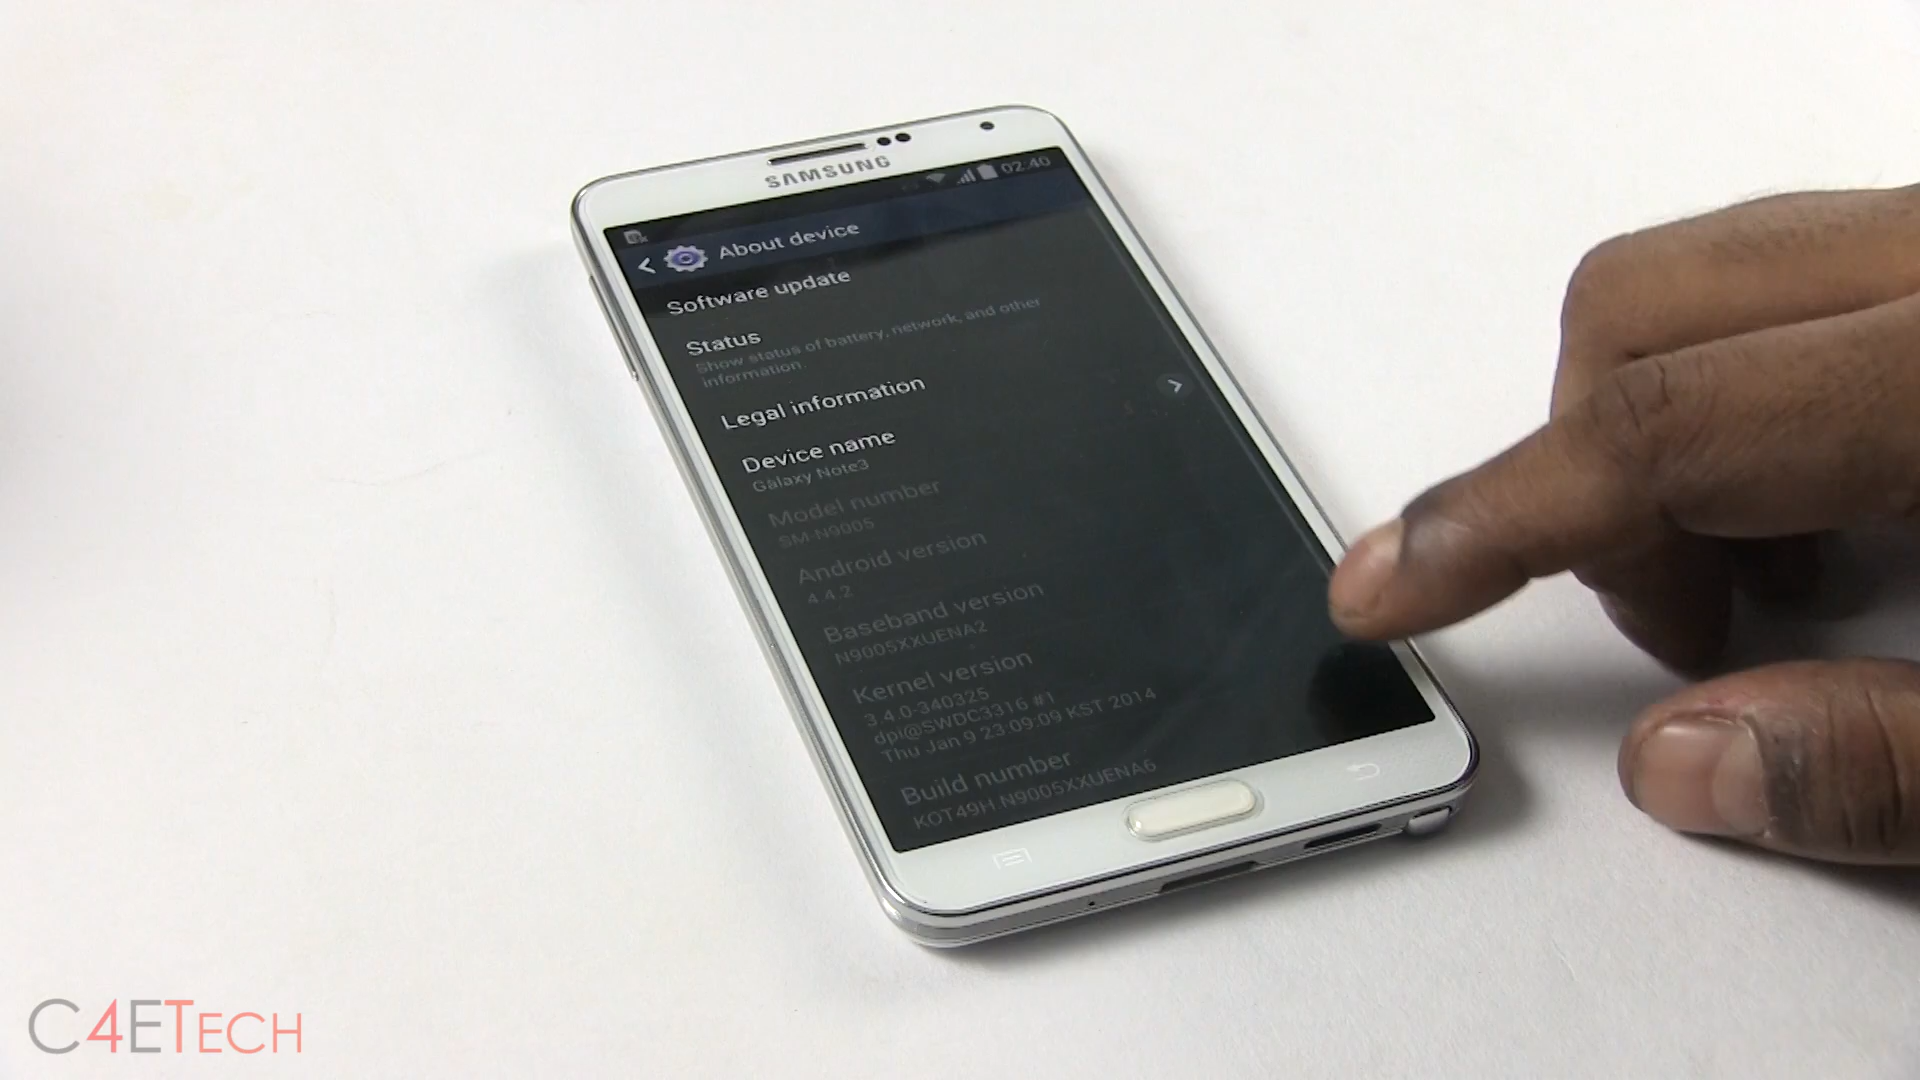 SAMSUNG
02:40
About device
Software update
Status
Show status of battery, network, and other
information.
Legal information
Device name
Galaxy Note3
Model number
SM-N9005
Android version
4.4.2
Baseband version
N9005XXUENA2
Kernel version
3.4.0-340325
dpi@SWDC3316 #1
Thu Jan 9 23:09:09 KST 2014
Build number
KOT49H.N9005XXUENA6
C4ETECH